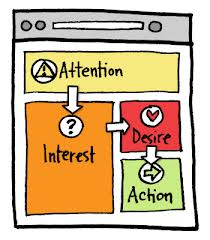 Attention
?
Interest
Desire
Action